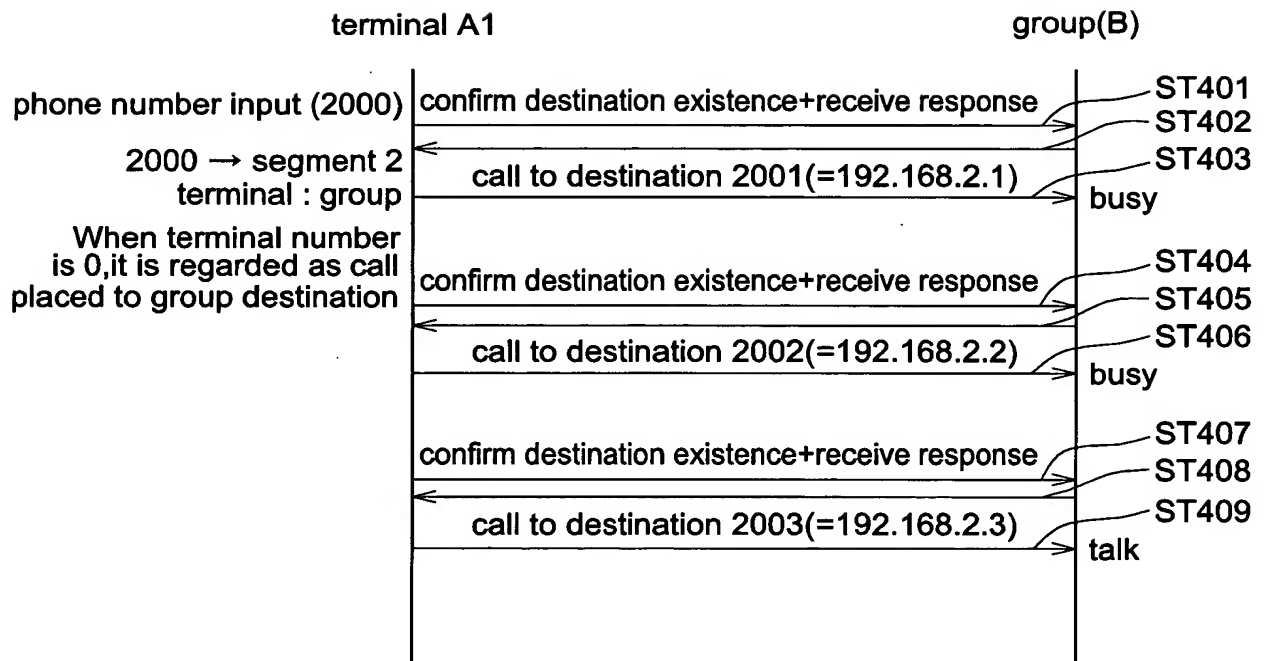 terminal A1
group(B)
phone number input (2000)
confirm destination existence+receive response
ST401
ST402
2000 → segment 2
terminal : group
call to destination 2001(=192.168.2.1)
ST403
busy
When terminal number
is 0,it is regarded as call
placed to group destination
confirm destination existence+receive response
ST404
ST405
call to destination 2002(=192.168.2.2)
ST406
busy
confirm destination existence+receive response
ST407
ST408
call to destination 2003(=192.168.2.3)
ST409
talk